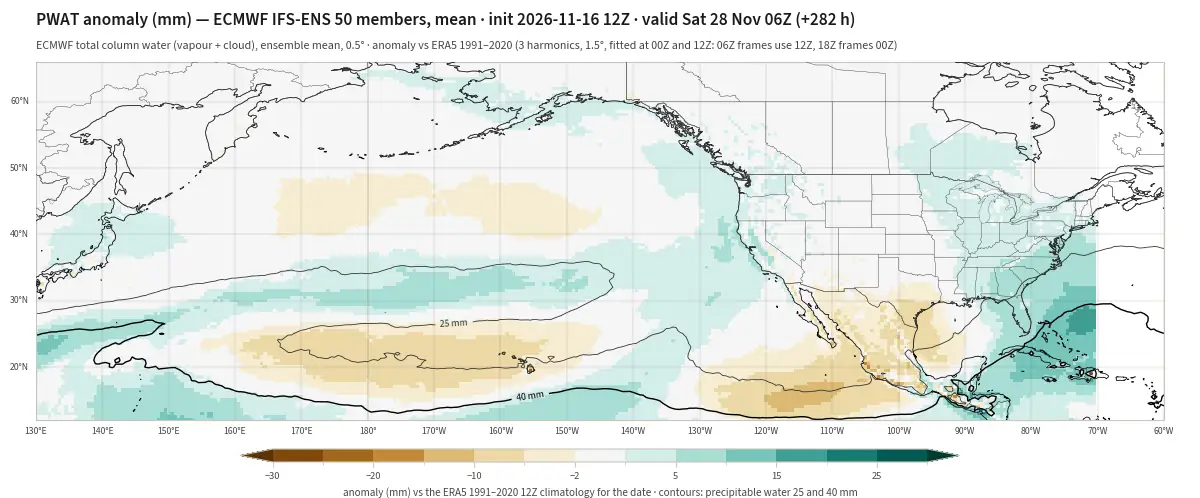 PWAT anomaly (mm) — ECMWF IFS-ENS 50 members, mean · init 2026-11-16 12Z · valid Sat 28 Nov 06Z (+282 h)
ECMWF total column water (vapour + cloud), ensemble mean, 0.5° · anomaly vs ERA5 1991–2020 (3 harmonics, 1.5°, fitted at 00Z and 12Z: 06Z frames use 12Z, 18Z frames 00Z)
60°N
50°N
40°N
30°N
20°N
25 mm
40 mm
130°E 140°E 150°E 160°E 170°E 180° 170°W 160°W 150°W 140°W 130°W 120°W 110°W 100°W 90°W 80°W 70°W 60°W
−30 −20 −10 −2 5 15 25
anomaly (mm) vs the ERA5 1991–2020 12Z climatology for the date · contours: precipitable water 25 and 40 mm